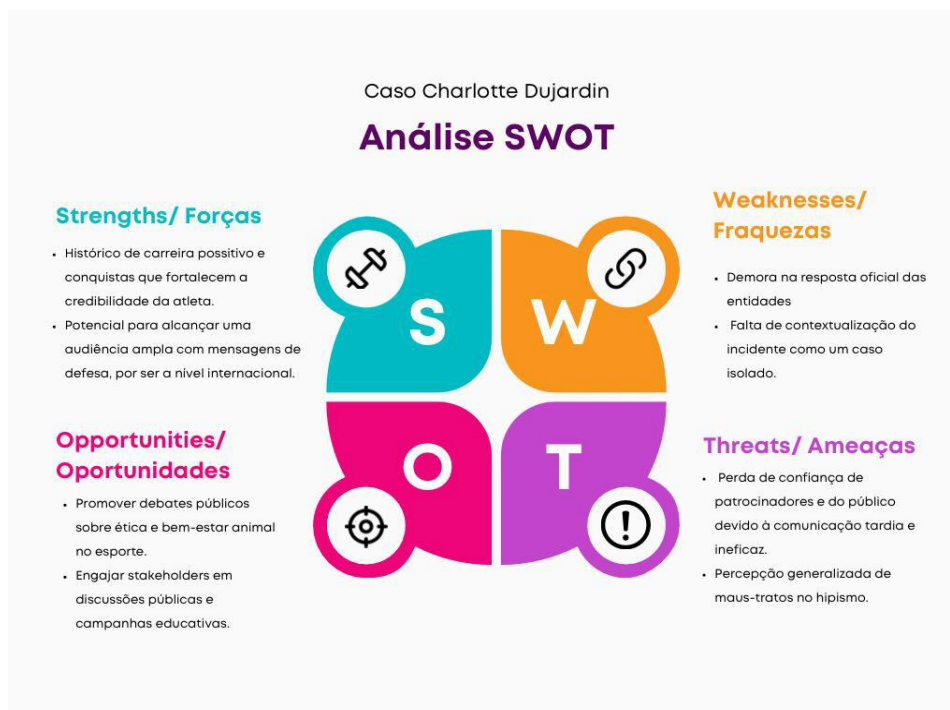 Caso Charlotte Dujardin
Análise SWOT
Strengths/ Forças
• Histórico de carreira possitivo e
conquistas que fortalecem a
credibilidade da atleta.
• Potencial para alcançar uma
audiência ampla com mensagens de
defesa, por ser a nível internacional.
Weaknesses/
Fraquezas
• Demora na resposta oficial das
entidades
• Falta de contextualização do
incidente como um caso
isolado.
S
W
O
T
Opportunities/
Oportunidades
• Promover debates públicos
sobre ética e bem-estar animal
no esporte.
• Engajar stakeholders em
discussões públicas e
campanhas educativas.
Threats/ Ameaças
• Perda de confiança de
patrocinadores e do público
devido à comunicação tardia e
ineficaz.
• Percepção generalizada de
maus-tratos no hipismo.